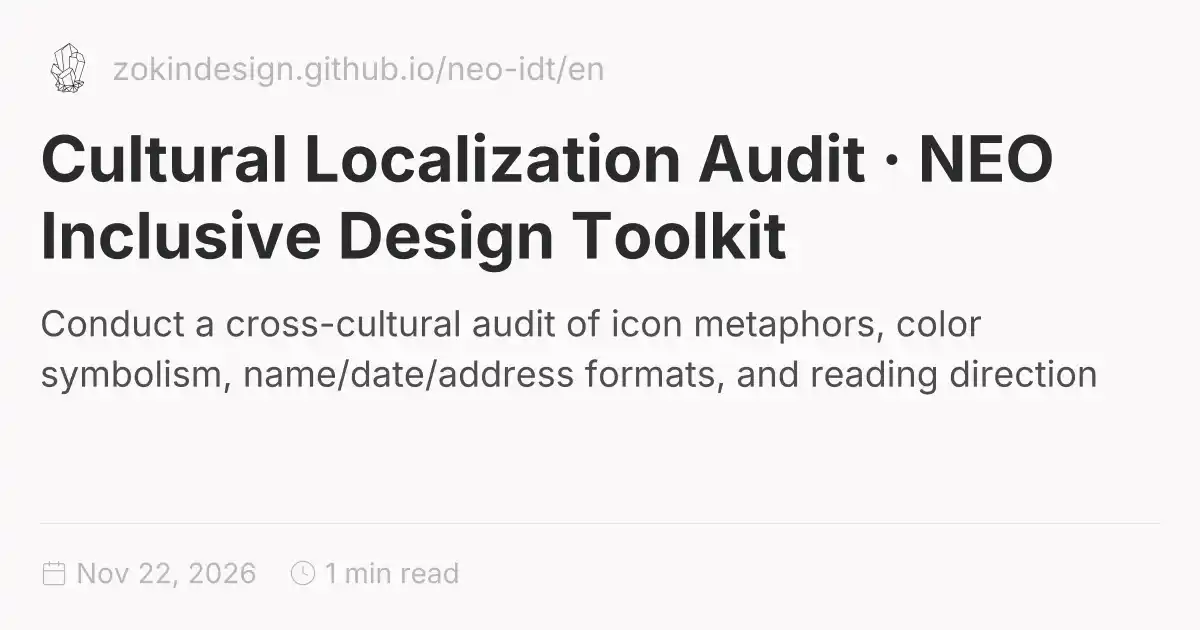 zokindesign.github.io/neo-idt/en
Cultural Localization Audit · NEO
Inclusive Design Toolkit
Conduct a cross-cultural audit of icon metaphors, color
symbolism, name/date/address formats, and reading direction
Nov 22, 2026 1 min read